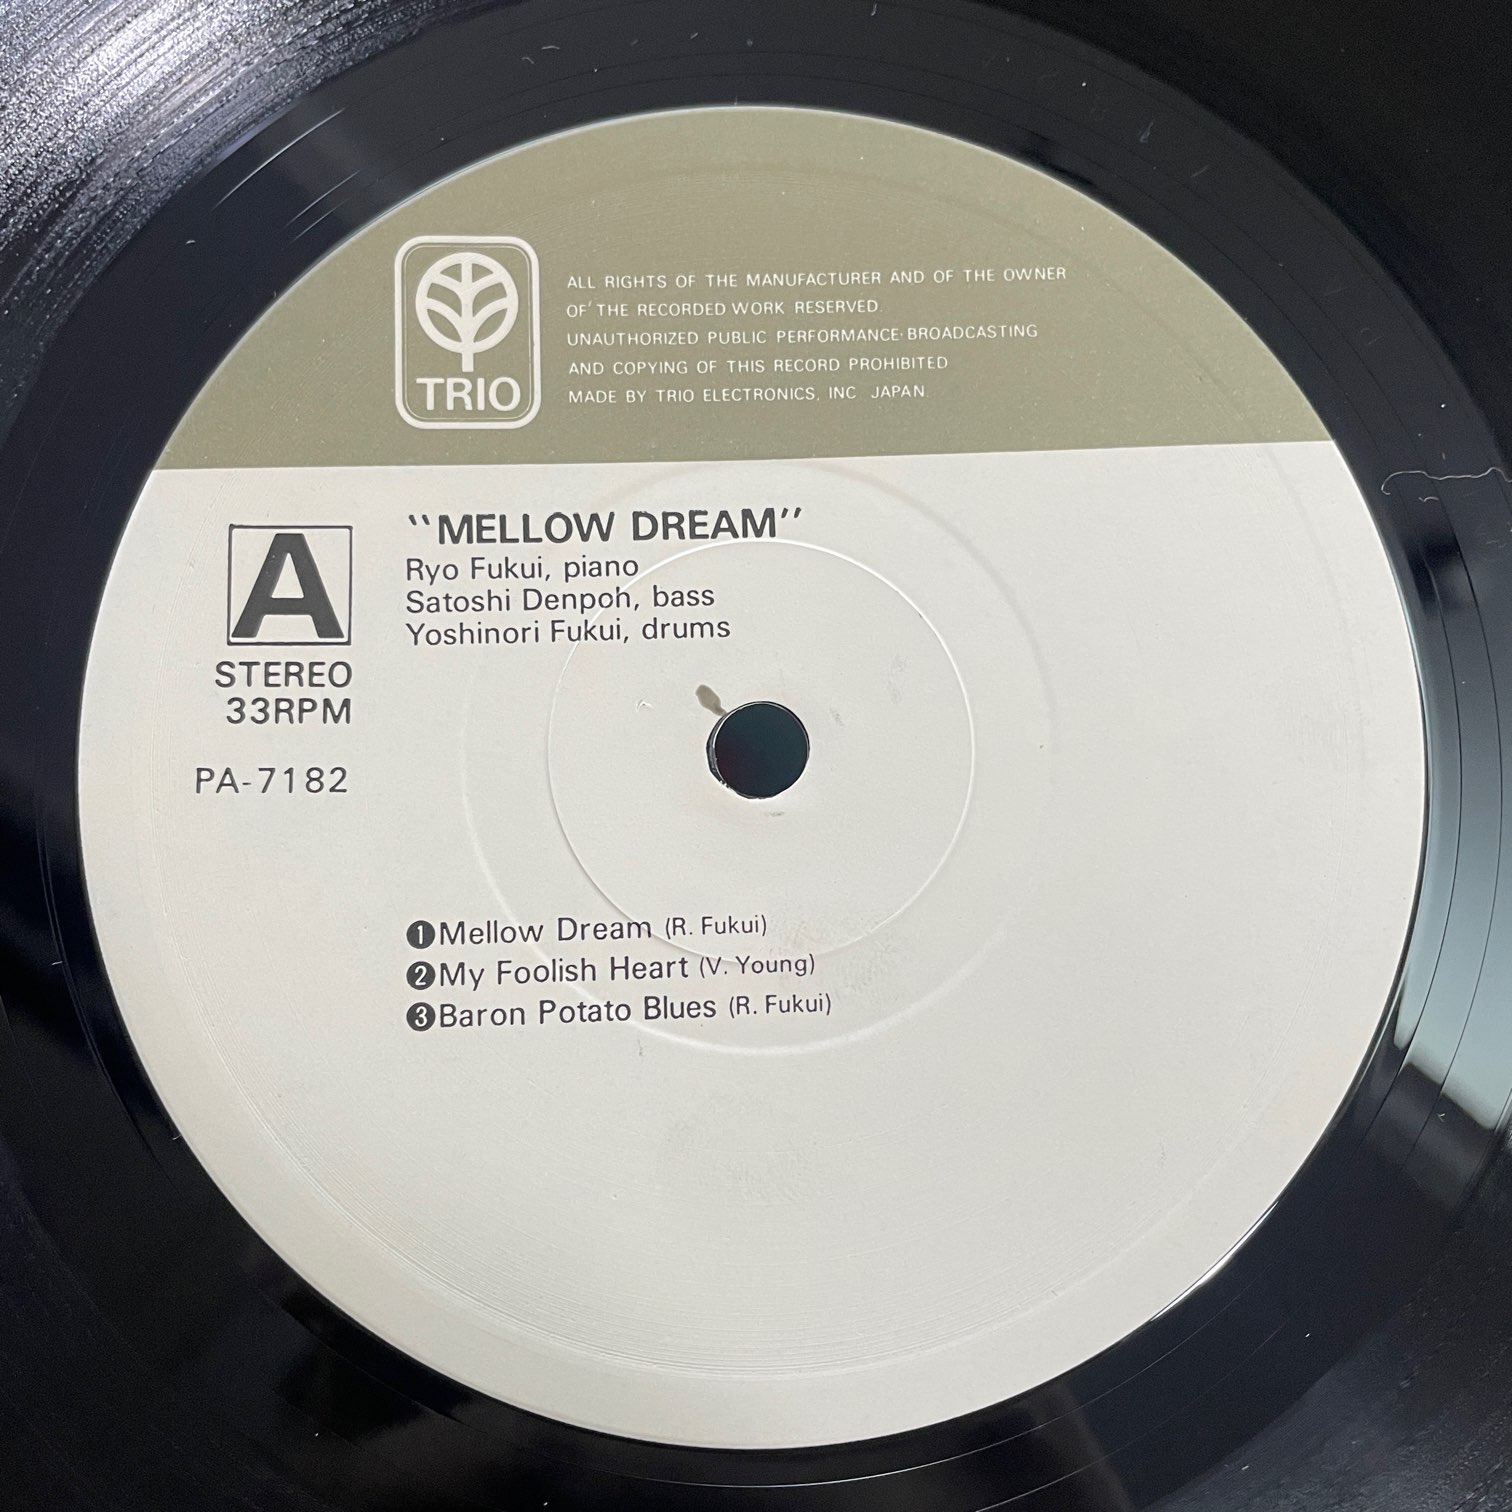 TRIO
ALL RIGHTS OF THE MANUFACTURER AND OF THE OWNER
OF THE RECORDED WORK RESERVED.
UNAUTHORIZED PUBLIC PERFORMANCE·BROADCASTING
AND COPYING OF THIS RECORD PROHIBITED
MADE BY TRIO ELECTRONICS, INC JAPAN
A
STEREO
33RPM
PA-7182
"MELLOW DREAM"
Ryo Fukui, piano
Satoshi Denpoh, bass
Yoshinori Fukui, drums
❶Mellow Dream (R. Fukui)
❷My Foolish Heart (V. Young)
❸Baron Potato Blues (R. Fukui)